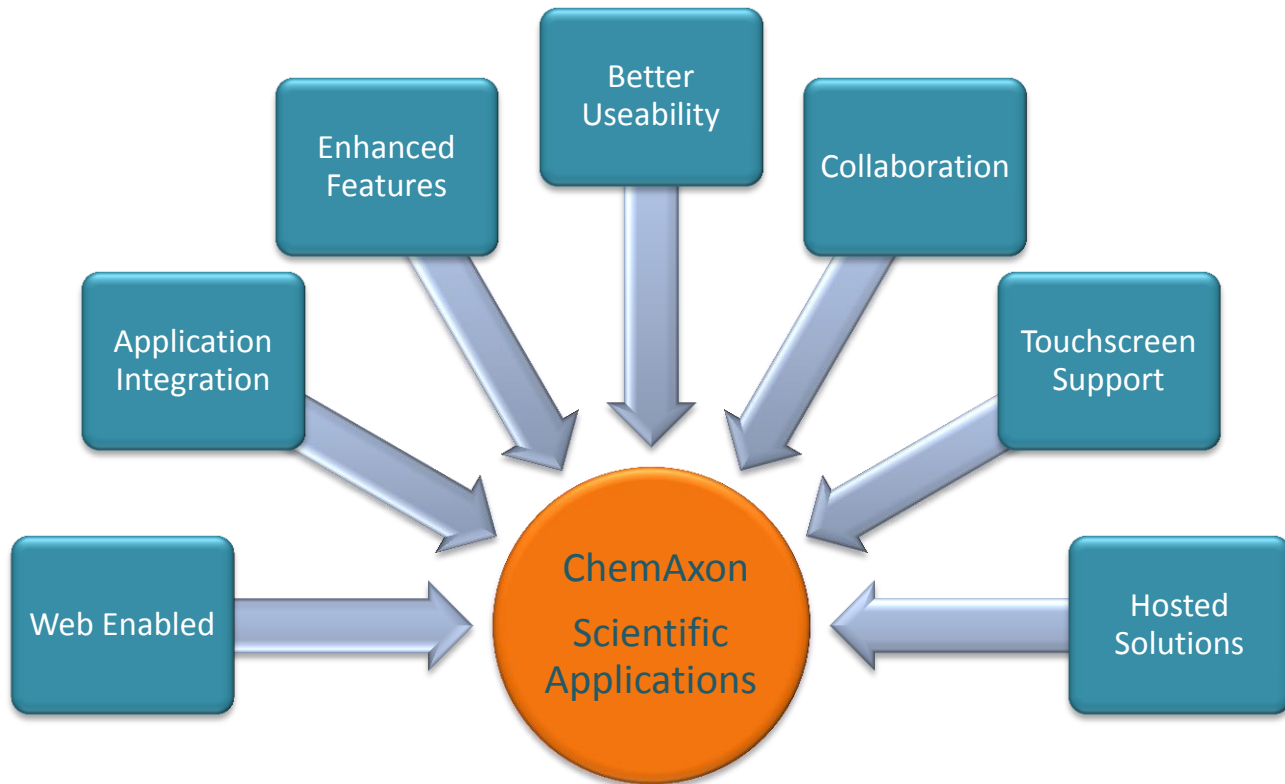 Better
Useability
Enhanced
Features
Collaboration
Application
Integration
Touchscreen
Support
Web Enabled
ChemAxon
Scientific
Applications
Hosted
Solutions